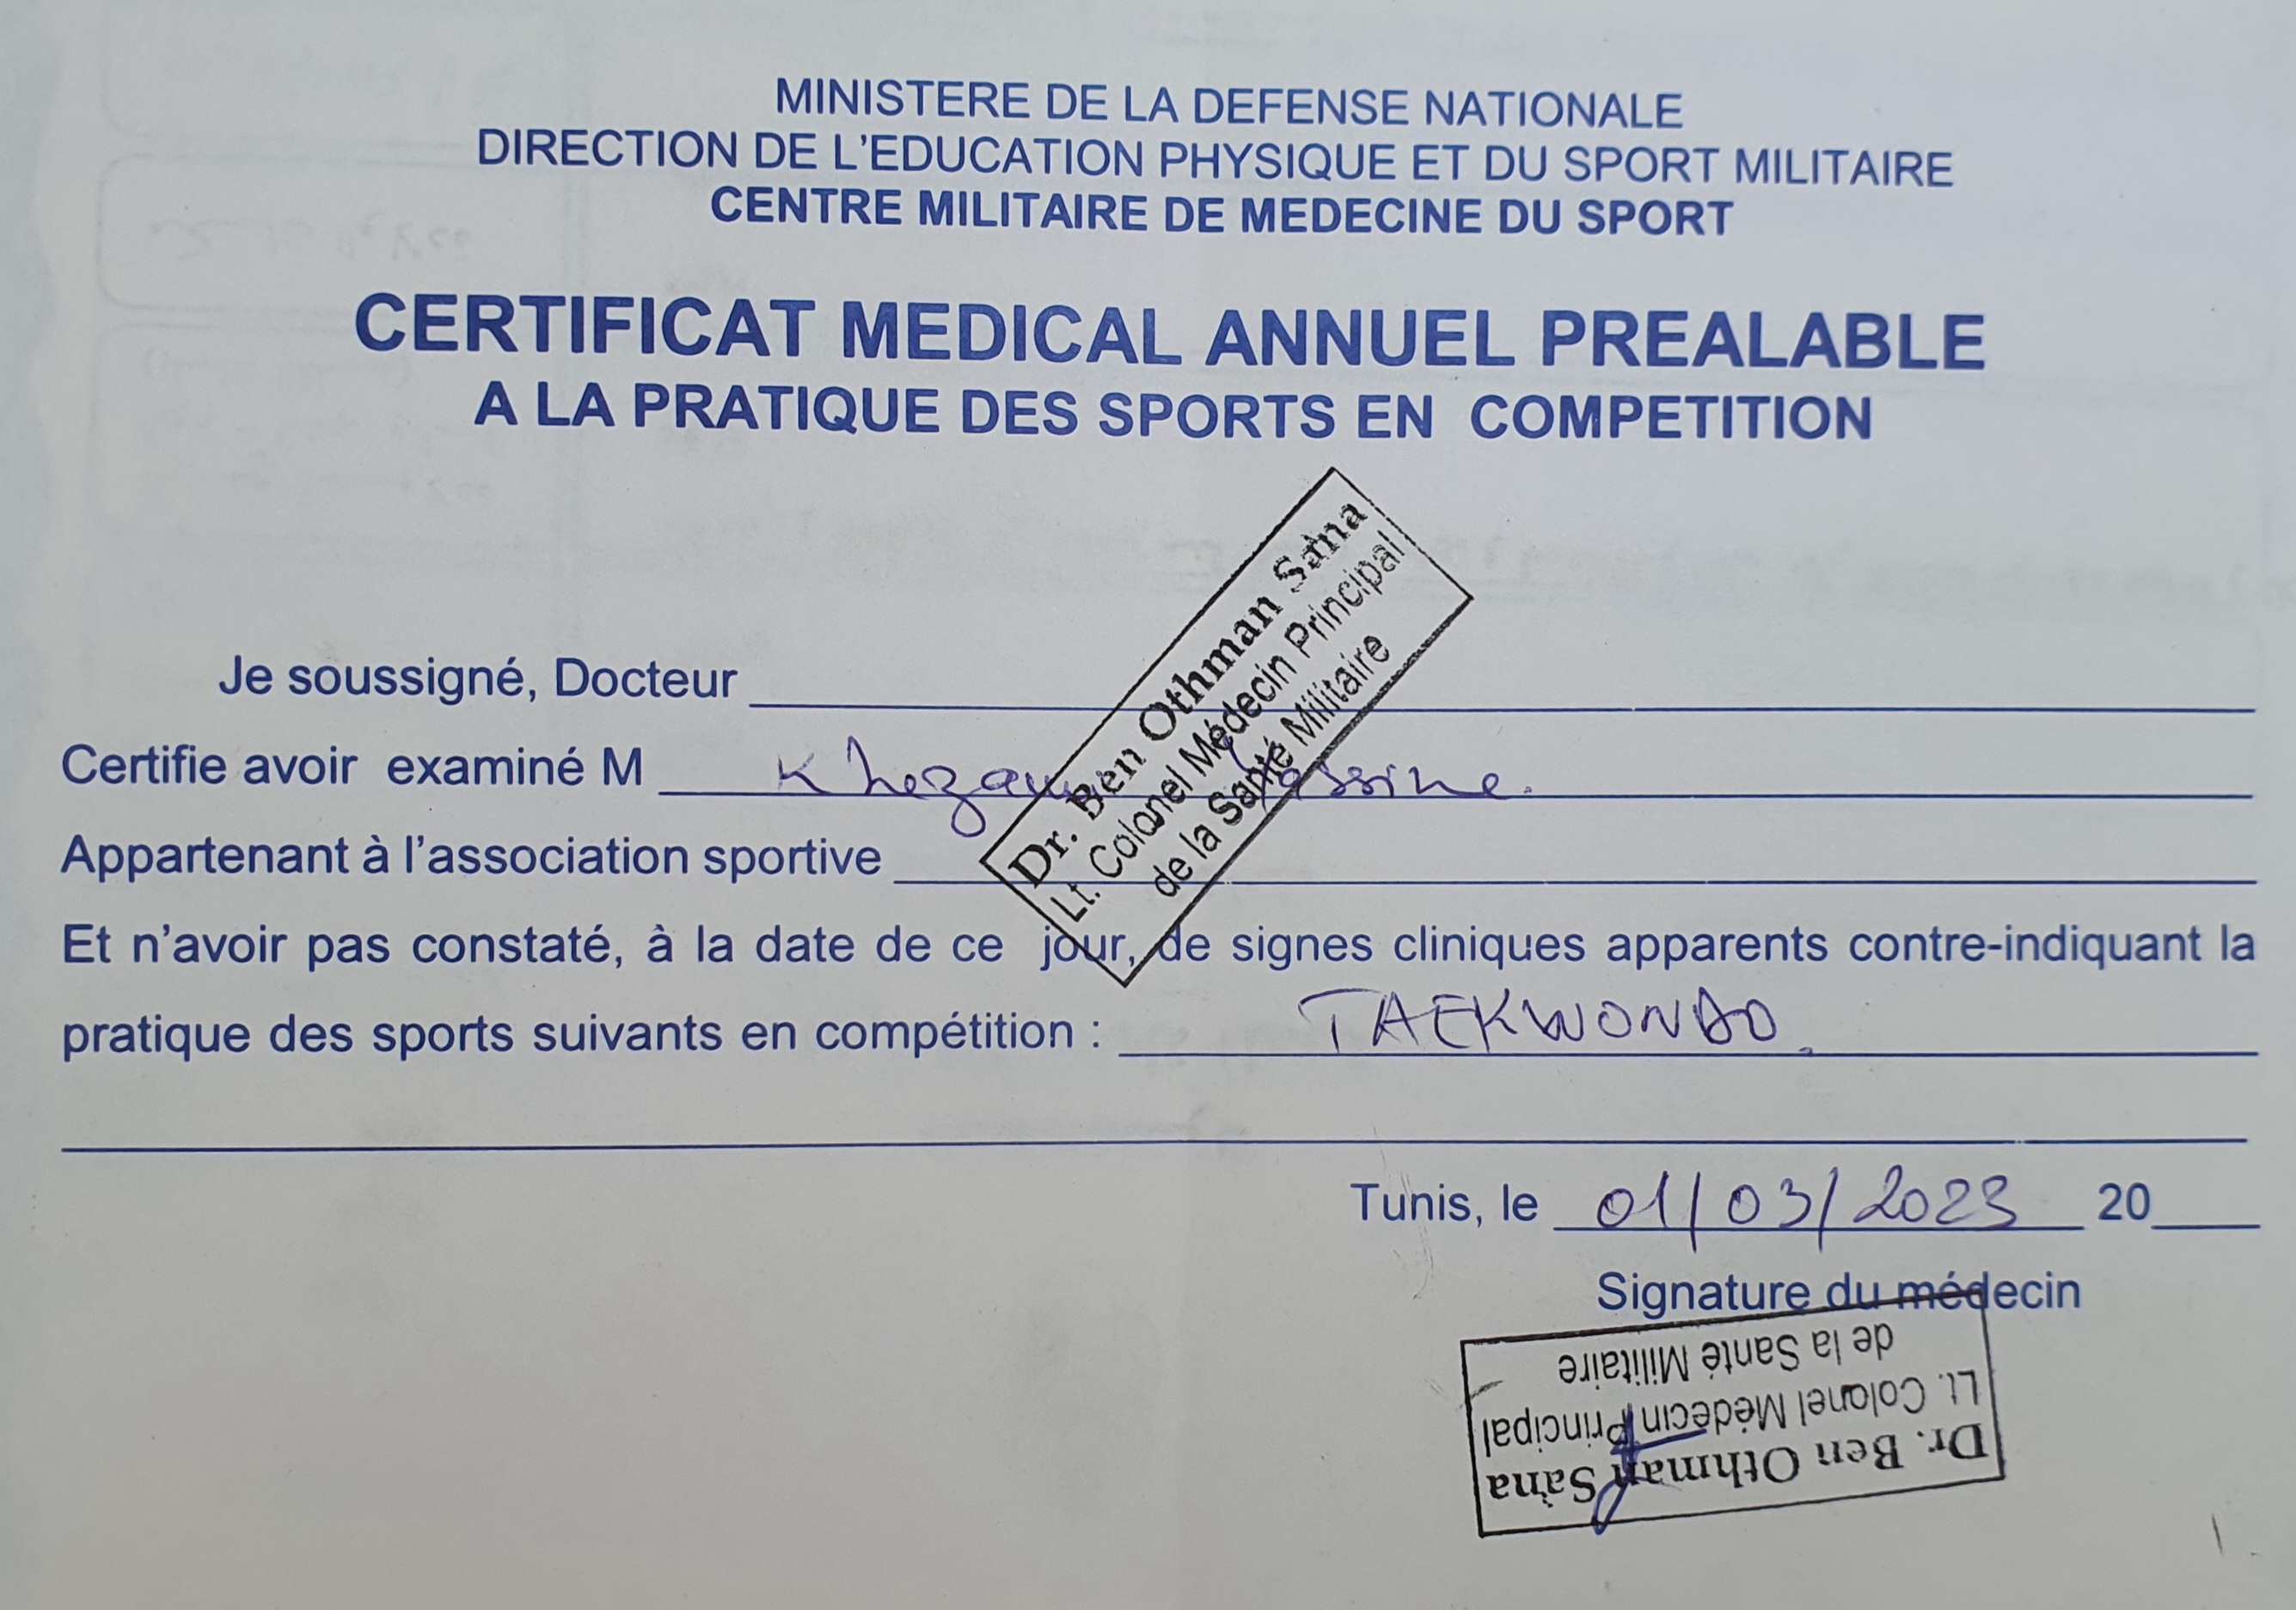 MINISTERE DE LA DEFENSE NATIONALE
DIRECTION DE L'EDUCATION PHYSIQUE ET DU SPORT MILITAIRE
CENTRE MILITAIRE DE MEDECINE DU SPORT
CERTIFICAT MEDICAL ANNUEL PREALABLE
A LA PRATIQUE DES SPORTS EN COMPETITION
Dr. Ben Othman Sana
Lt. Colonel Médecin Principal
de la Santé Militaire
Je soussigné, Docteur
Certifie avoir examiné M Yassine.
Appartenant à l'association sportive
Et n'avoir pas constaté, à la date de ce jour, de signes cliniques apparents contre-indiquant la
pratique des sports suivants en compétition : TAEKWONDO.
Tunis, le 01/03/2023 20
Signature du médecin
Dr. Ben Othman Sana
Lt. Colonel Médecin Principal
de la Santé Militaire